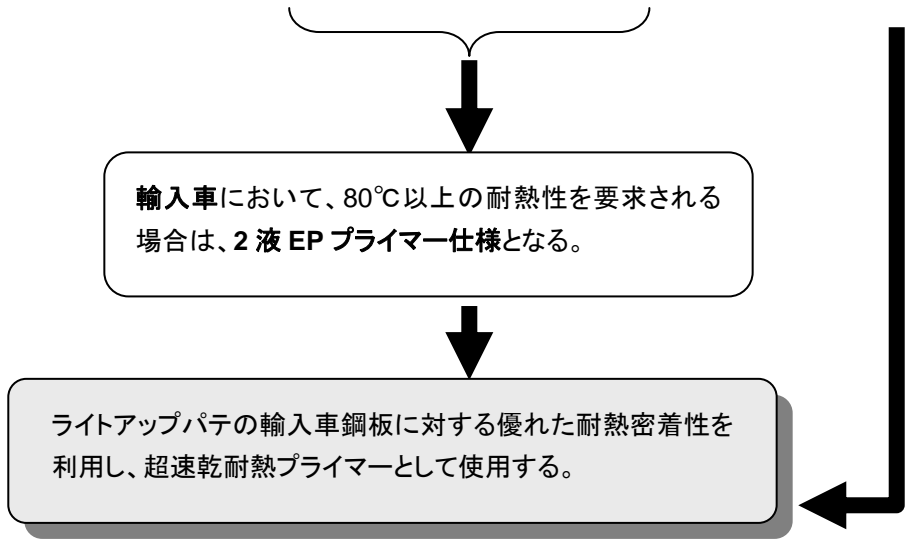 輸入車において、80℃以上の耐熱性を要求される
場合は、2 液 EP プライマー仕様となる。
ライトアップパテの輸入車鋼板に対する優れた耐熱密着性を
利用し、超速乾耐熱プライマーとして使用する。